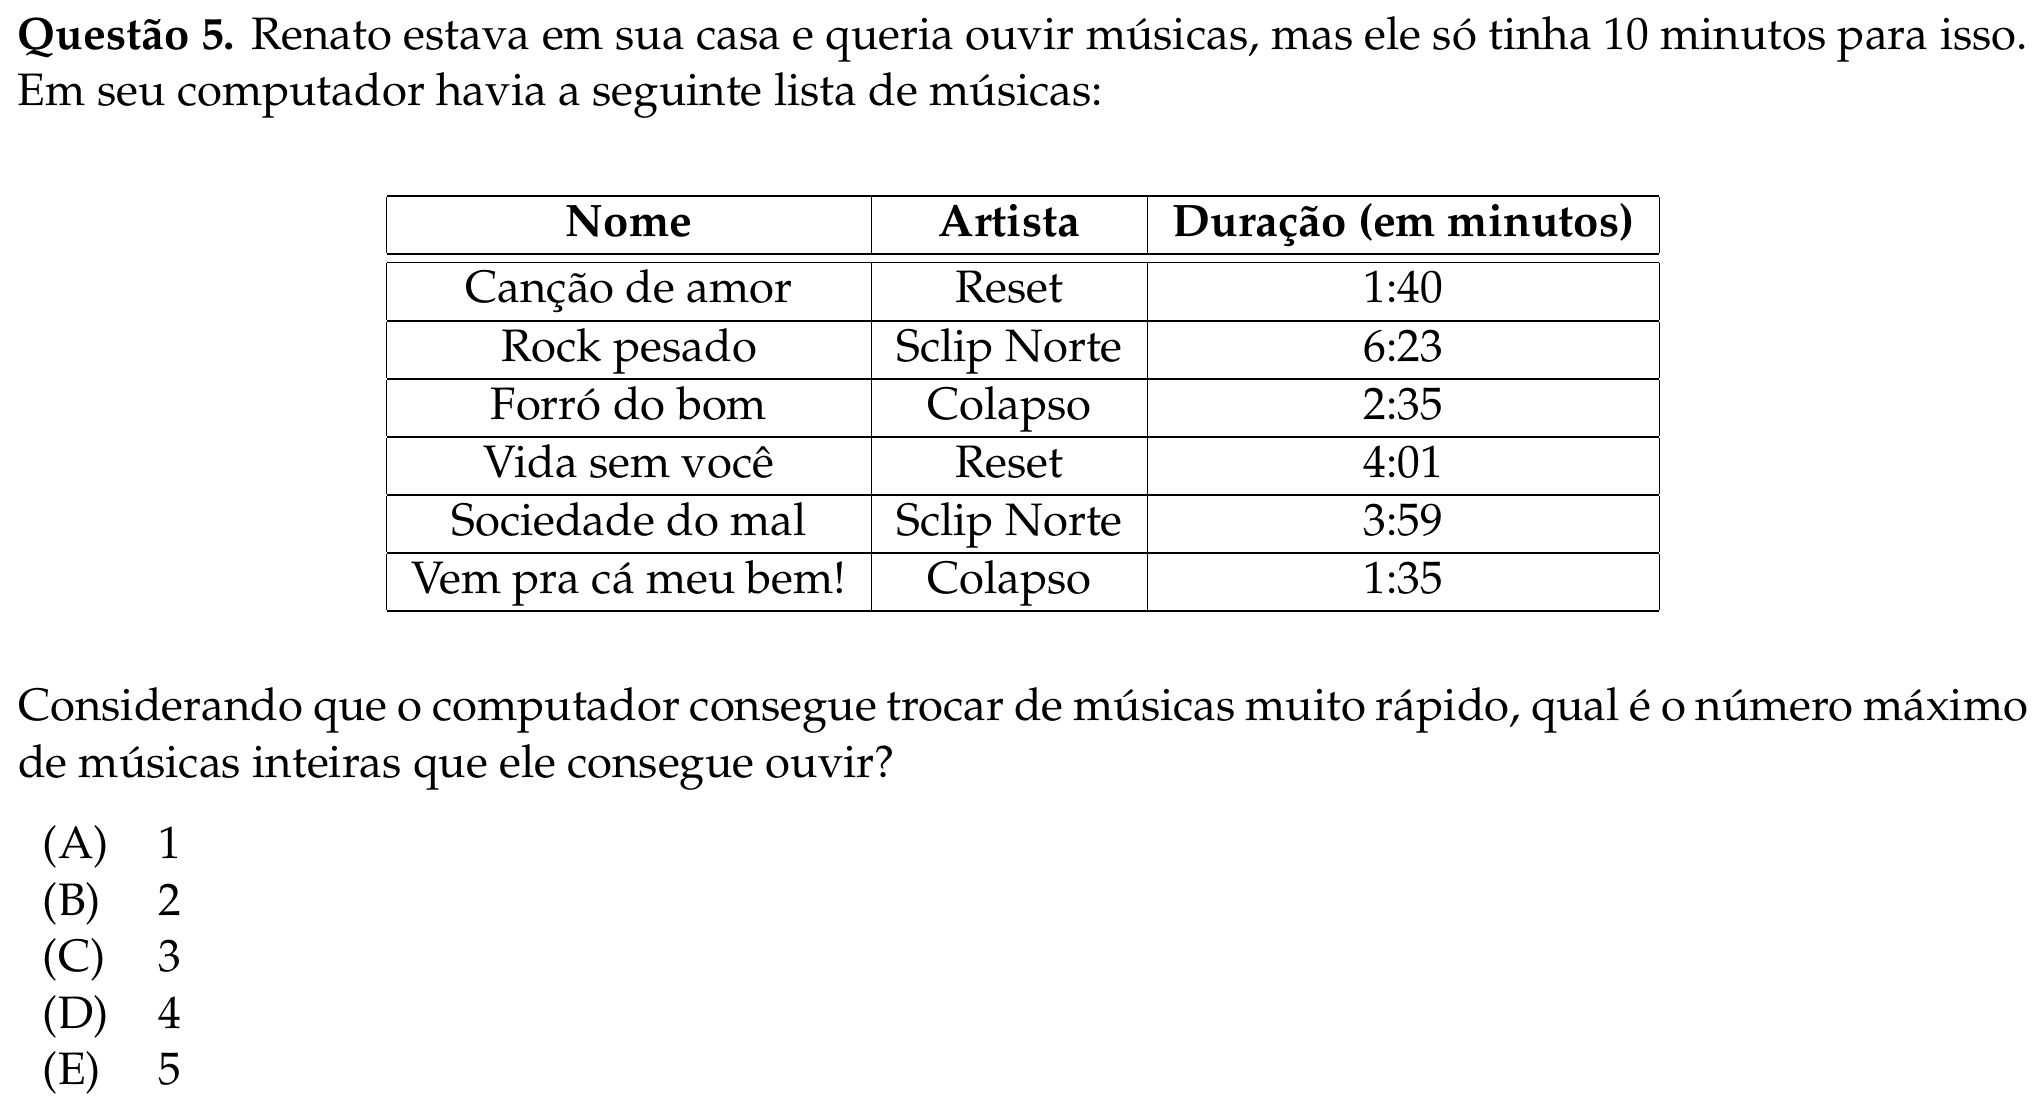 Questão 5. Renato estava em sua casa e queria ouvir músicas, mas ele só tinha 10 minutos para isso.
Em seu computador havia a seguinte lista de músicas:
Nome Artista Duração (em minutos)
Canção de amor Reset 1:40
Rock pesado Sclip Norte 6:23
Forró do bom Colapso 2:35
Vida sem você Reset 4:01
Sociedade do mal Sclip Norte 3:59
Vem pra cá meu bem! Colapso 1:35
Considerando que o computador consegue trocar de músicas muito rápido, qual é o número máximo
de músicas inteiras que ele consegue ouvir?
(A) 1
(B) 2
(C) 3
(D) 4
(E) 5